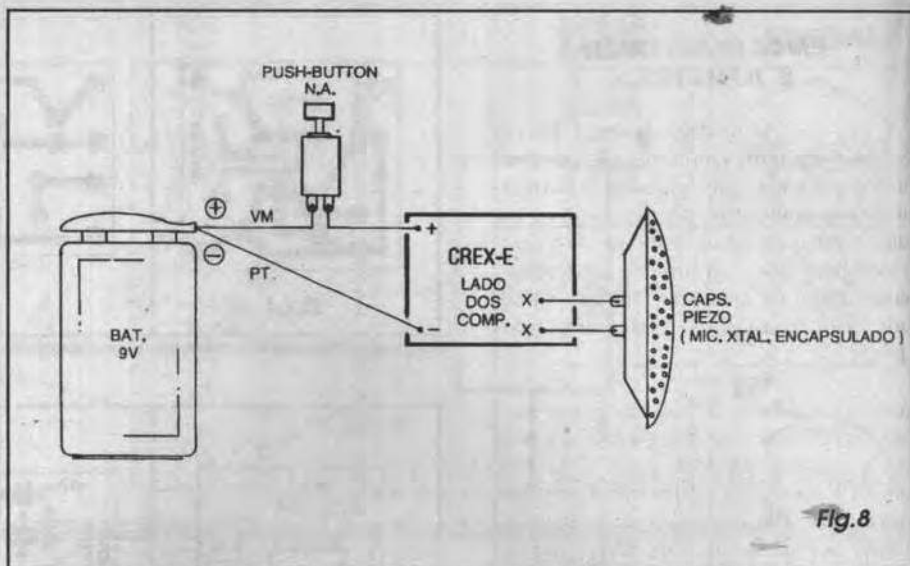 PUSH-BUTTON
N.A.
+
−
VM
PT.
BAT.
9V
+
−
CREX-E
LADO
DOS
COMP.
X
X
CAPS.
PIEZO
( MIC. XTAL, ENCAPSULADO )
Fig.8